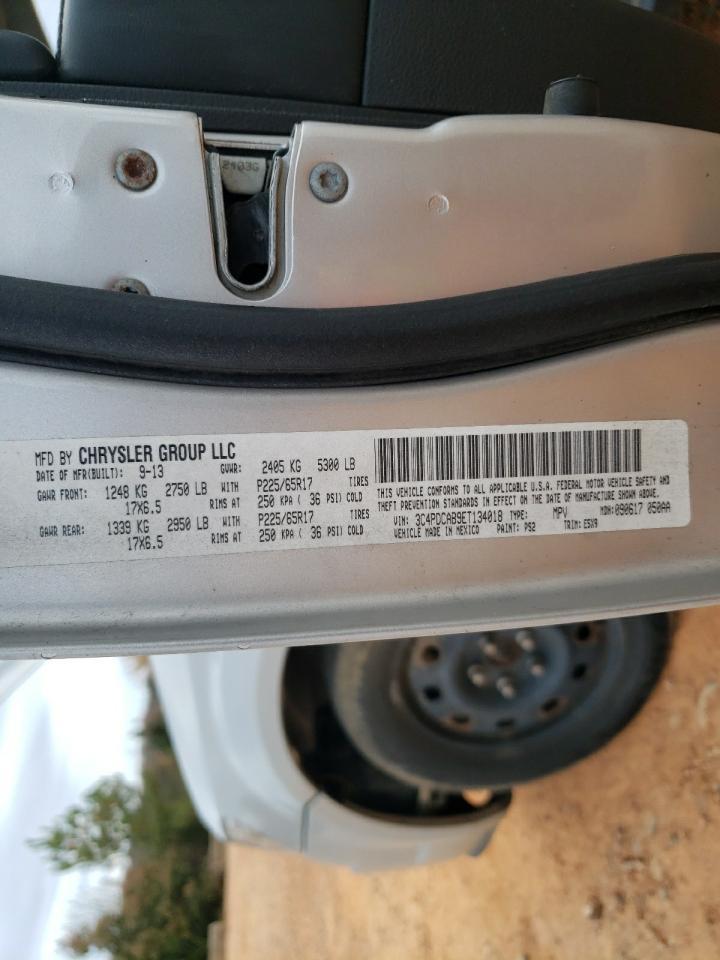 2403G
MFD BY CHRYSLER GROUP LLC
DATE OF MFR(BUILT): 9-13 GVWR: 2405 KG 5300 LB
GAWR FRONT: 1248 KG 2750 LB WITH P225/65R17 TIRES
17X6.5 RIMS AT 250 KPA ( 36 PSI) COLD
GAWR REAR: 1339 KG 2950 LB WITH P225/65R17 TIRES
17X6.5 RIMS AT 250 KPA ( 36 PSI) COLD
THIS VEHICLE CONFORMS TO ALL APPLICABLE U.S.A. FEDERAL MOTOR VEHICLE SAFETY AND
THEFT PREVENTION STANDARDS IN EFFECT ON THE DATE OF MANUFACTURE SHOWN ABOVE.
VIN: 3C4PDCAB9ET134018 TYPE: MPV MDH: 090617 050AA
VEHICLE MADE IN MEXICO PAINT: PS2 TRIM: E5X9